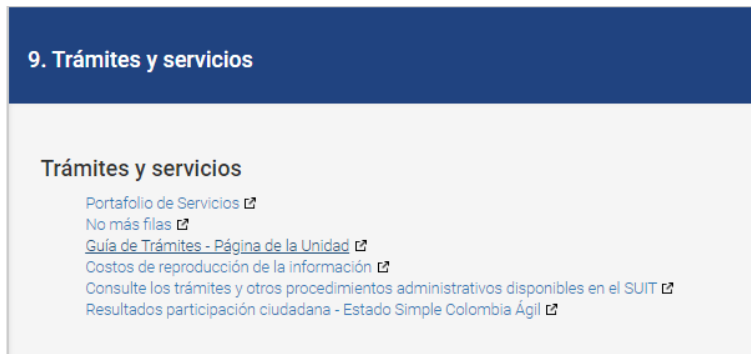 9. Trámites y servicios
Trámites y servicios
Portafolio de Servicios
No más filas
Guía de Trámites - Página de la Unidad
Costos de reproducción de la información
Consulte los trámites y otros procedimientos administrativos disponibles en el SUIT
Resultados participación ciudadana - Estado Simple Colombia Ágil